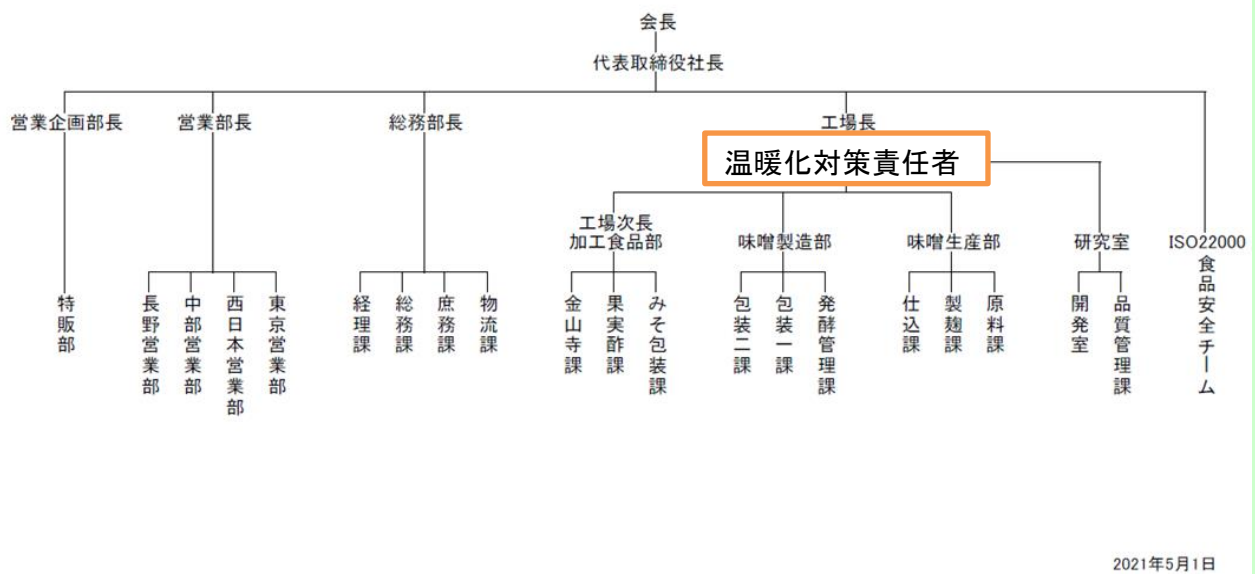 会長
代表取締役社長
営業企画部長
営業部長
総務部長
工場長
温暖化対策責任者
工場次長
加工食品部
味噌製造部
味噌生産部
研究室
ISO22000
食品安全チーム
特販部
長野営業部
中部営業部
西日本営業部
東京営業部
経理課
総務課
庶務課
物流課
金山寺課
果実酢課
みそ包装課
包装二課
包装一課
発酵管理課
仕込課
製麹課
原料課
開発室
品質管理課
2021年5月1日